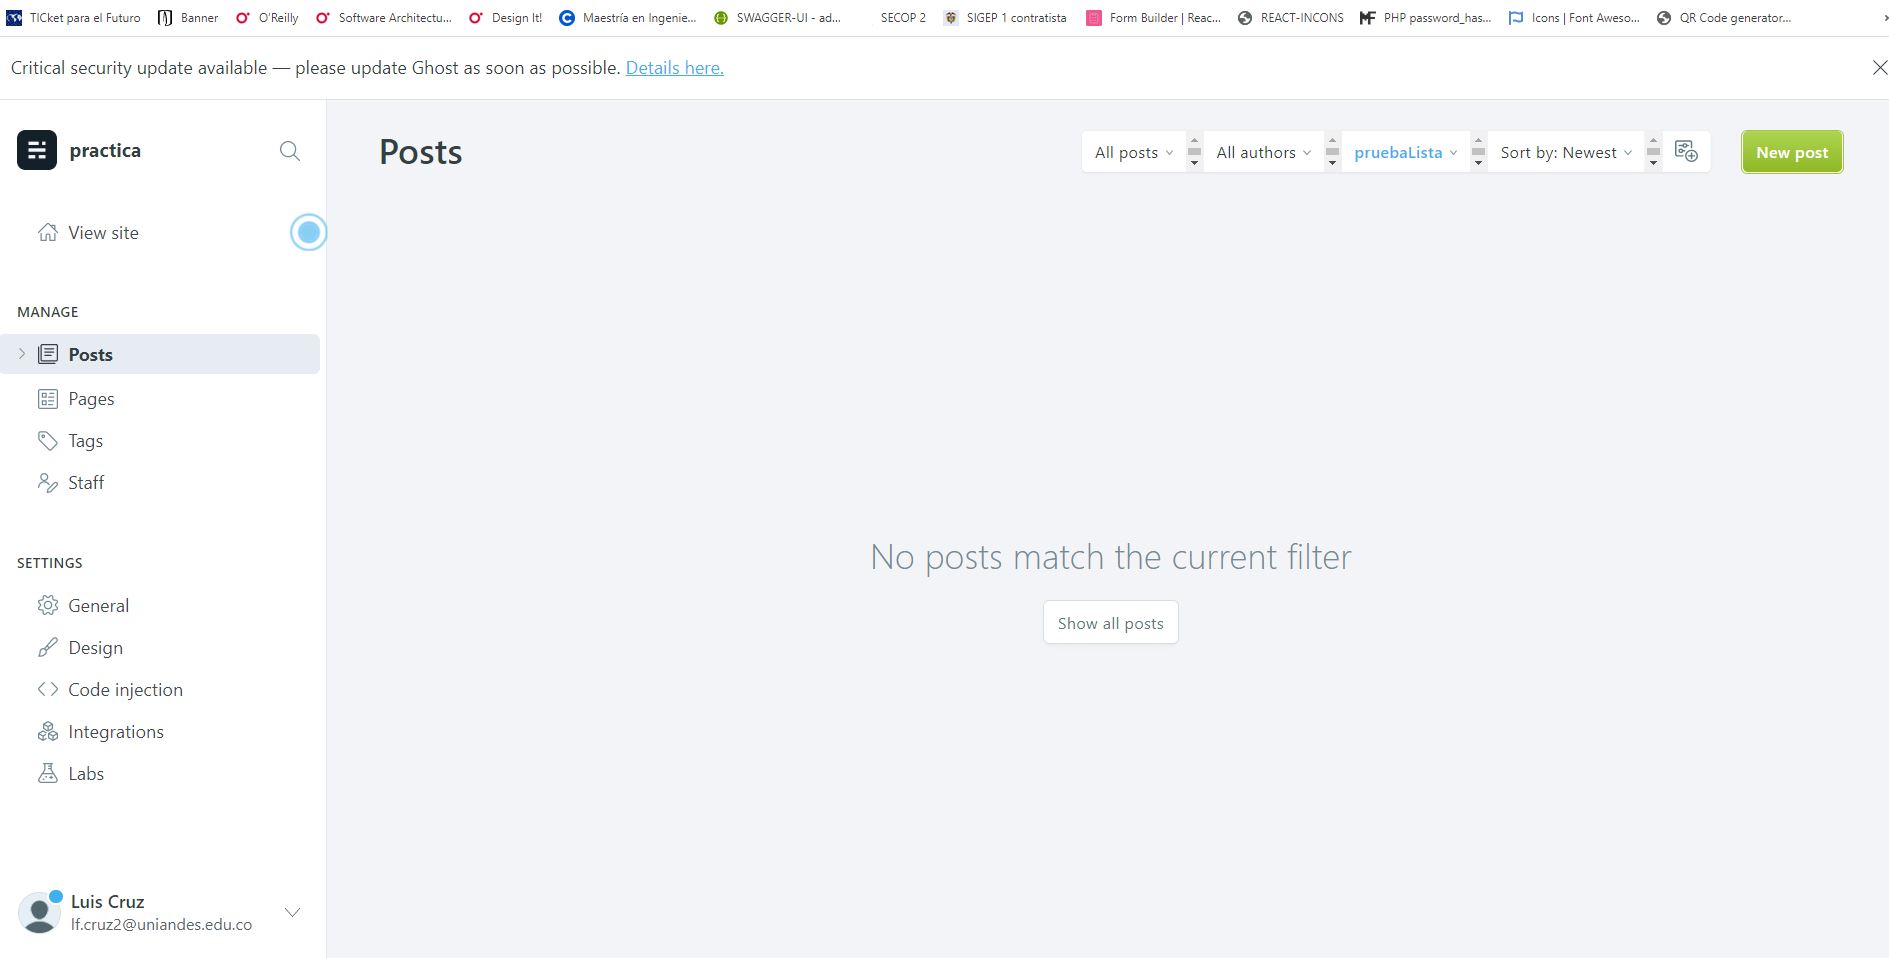 TICket para el Futuro Banner O'Reilly Software Architectu... Design It! Maestría en Ingenie... SWAGGER-UI - ad... SECOP 2 SIGEP 1 contratista Form Builder | Reac... REACT-INCONS PHP password_has... Icons | Font Aweso... QR Code generator...
Critical security update available — please update Ghost as soon as possible. Details here.
practica
View site
MANAGE
Posts
Pages
Tags
Staff
SETTINGS
General
Design
Code injection
Integrations
Labs
Luis Cruz
lf.cruz2@uniandes.edu.co
Posts
All posts All authors pruebaLista Sort by: Newest New post
No posts match the current filter
Show all posts